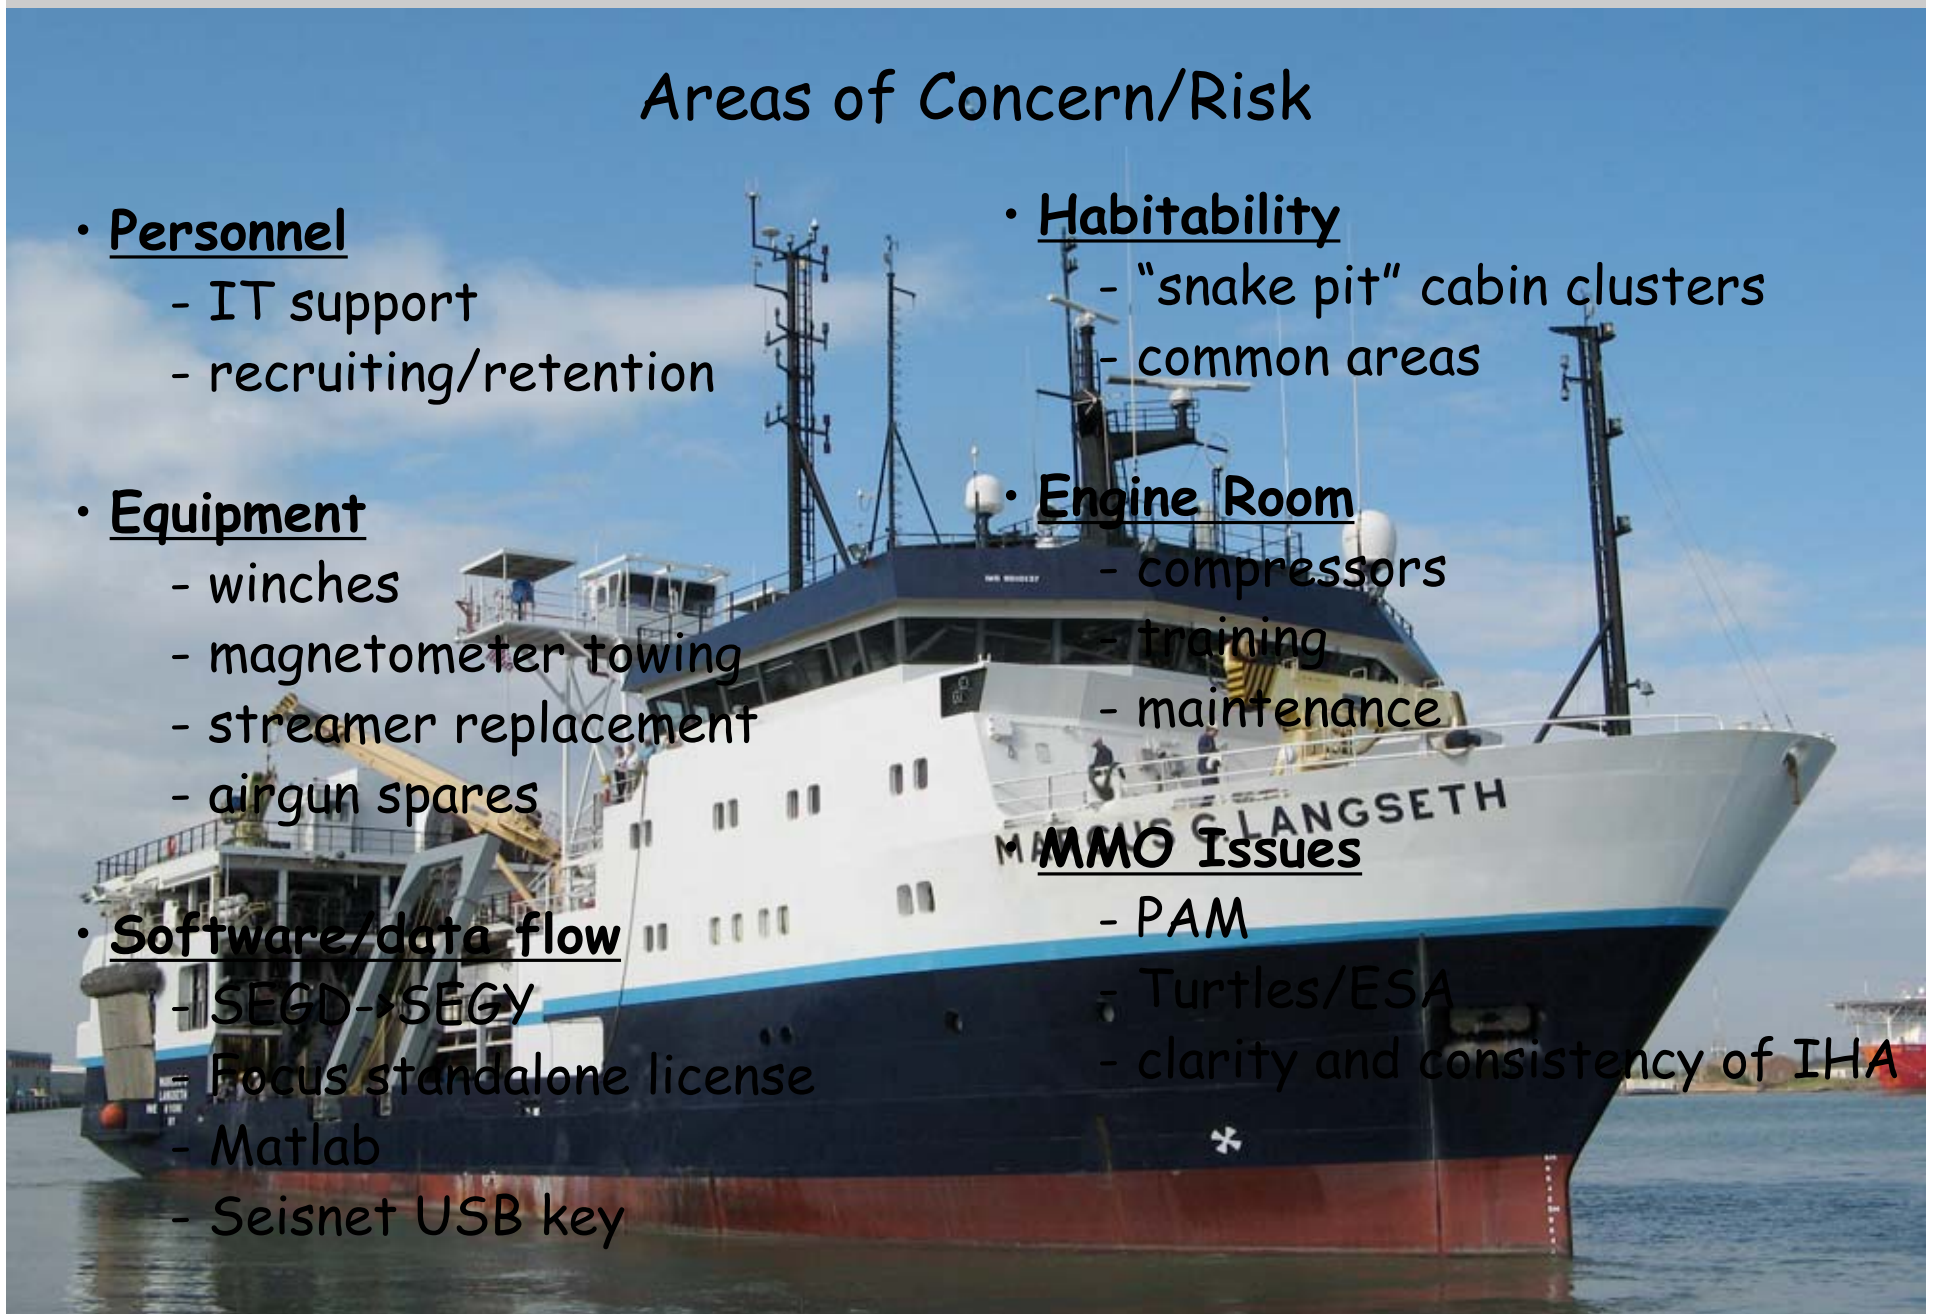 Areas of Concern/Risk
• Personnel
- IT support
- recruiting/retention
• Equipment
- winches
- magnetometer towing
- streamer replacement
- airgun spares
• Software/data flow
- SEGD->SEGY
- Focus standalone license
- Matlab
- Seisnet USB key
• Habitability
- “snake pit” cabin clusters
- common areas
• Engine Room
- compressors
- training
- maintenance
• MMO Issues
- PAM
- Turtles/ESA
- clarity and consistency of IHA
MARCUS G. LANGSETH
LANGSETH